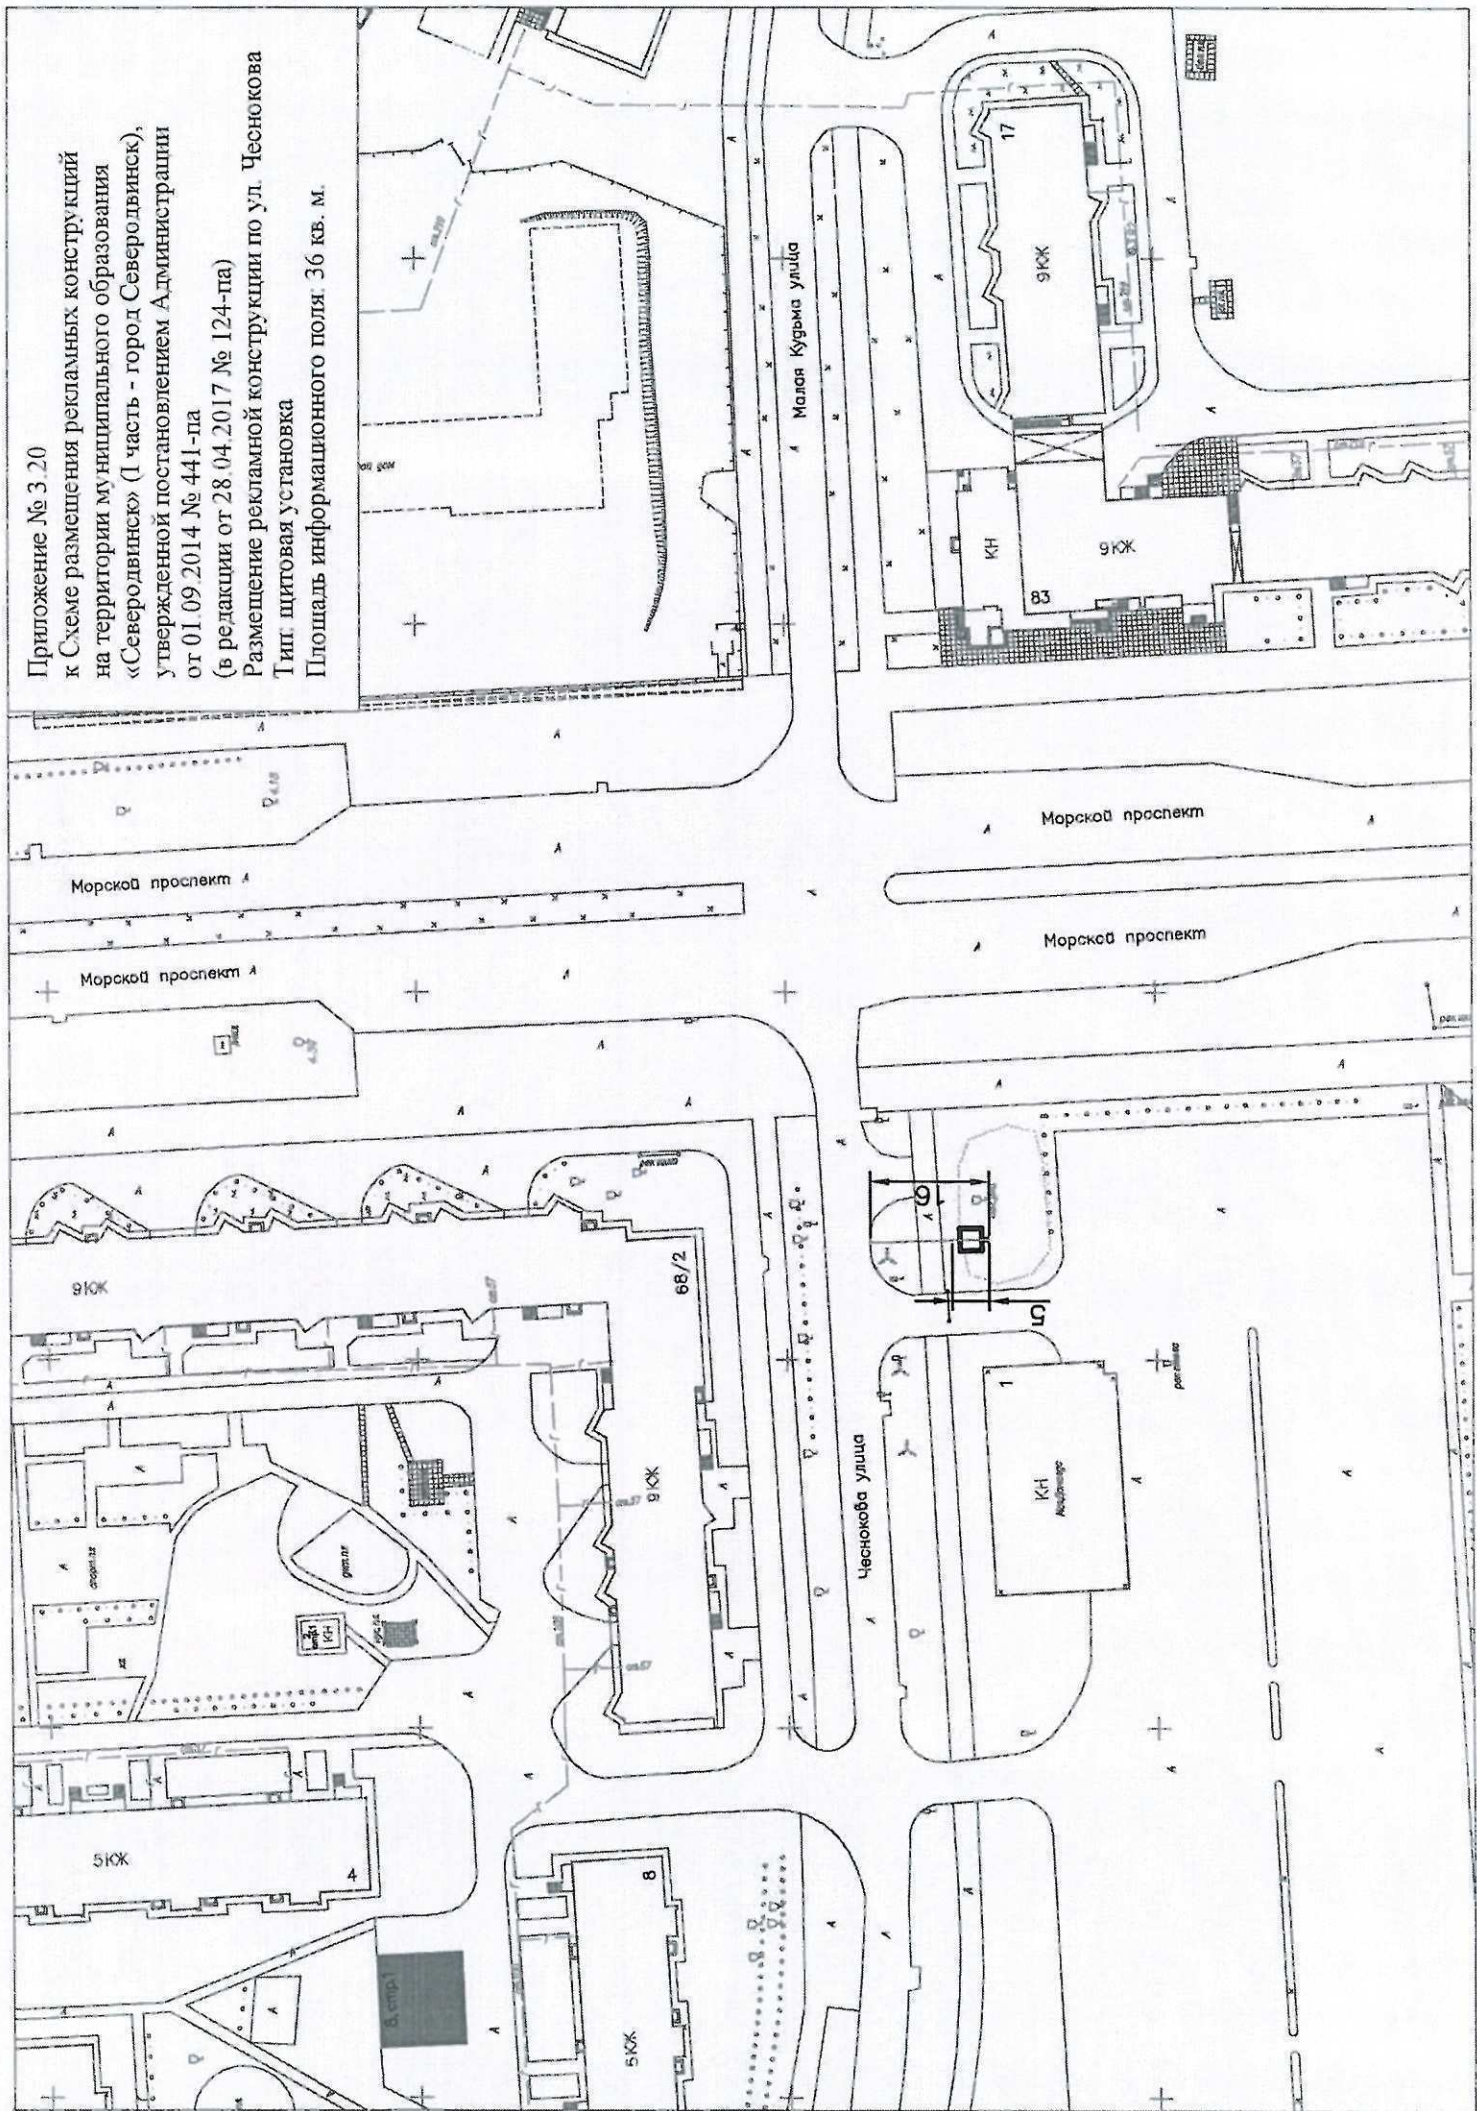 Приложение № 3.20
к Схеме размещения рекламных конструкций
на территории муниципального образования
«Северодвинск» (I часть - город Северодвинск),
утвержденной постановлением Администрации
от 01.09.2014 № 441-па
(в редакции от 28.04.2017 № 124-па)
Размещение рекламной конструкции по ул. Чеснокова
Тип: щитовая установка
Площадь информационного поля: 36 кв. м.
Морской проспект
Морской проспект
Малая Кудьма улица
17
9КЖ
КН
9КЖ
83
Морской проспект
Морской проспект
9КЖ
68/2
9КЖ
16
5
Чеснокова улица
1
КН
КН
5КЖ
4
8
5КЖ
8, стр.1